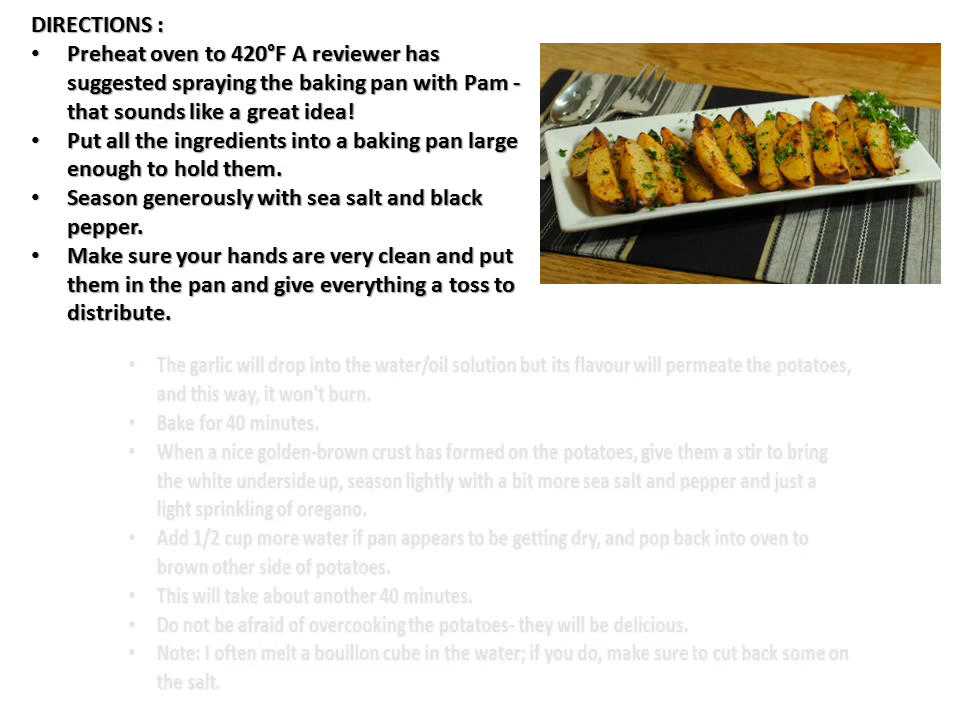 DIRECTIONS :
• Preheat oven to 420°F A reviewer has
suggested spraying the baking pan with Pam -
that sounds like a great idea!
• Put all the ingredients into a baking pan large
enough to hold them.
• Season generously with sea salt and black
pepper.
• Make sure your hands are very clean and put
them in the pan and give everything a toss to
distribute.
• The garlic will drop into the water/oil solution but its flavour will permeate the potatoes,
and this way, it won't burn.
• Bake for 40 minutes.
• When a nice golden-brown crust has formed on the potatoes, give them a stir to bring
the white underside up, season lightly with a bit more sea salt and pepper and just a
light sprinkling of oregano.
• Add 1/2 cup more water if pan appears to be getting dry, and pop back into oven to
brown other side of potatoes.
• This will take about another 40 minutes.
• Do not be afraid of overcooking the potatoes- they will be delicious.
• Note: I often melt a bouillon cube in the water; if you do, make sure to cut back some on
the salt.